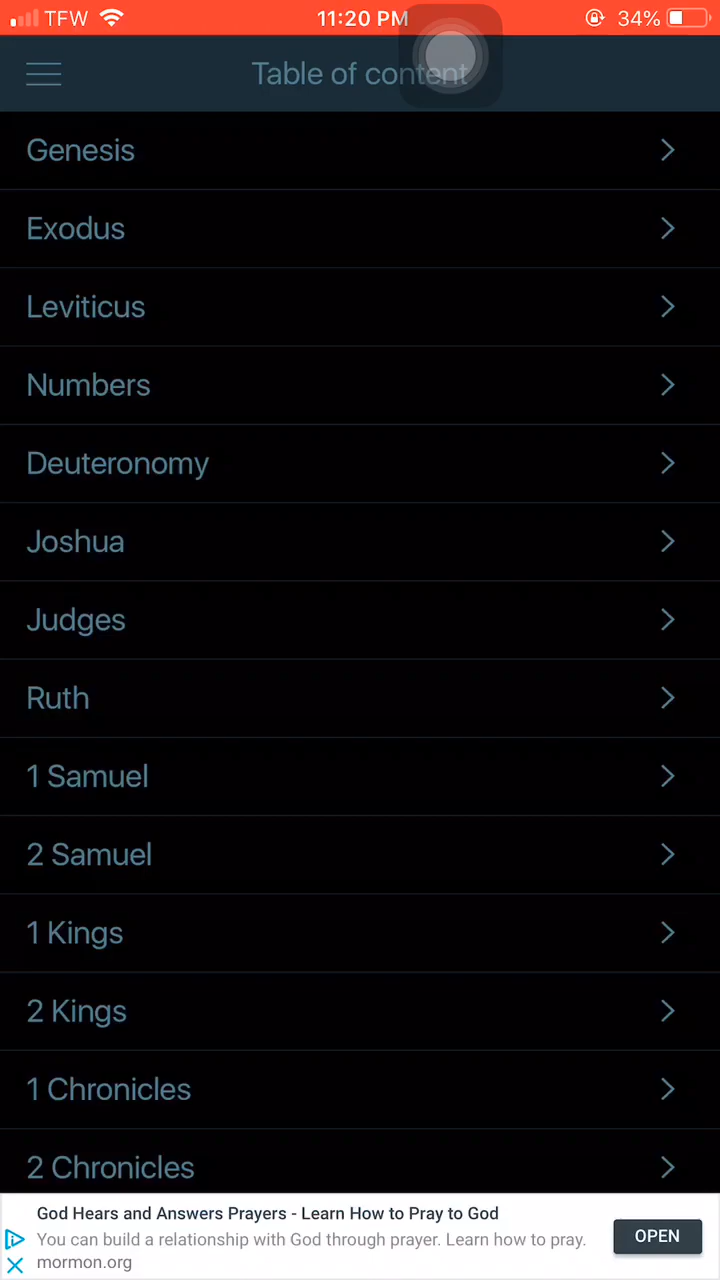 TFW 11:20 PM 34%
Table of content
Genesis
Exodus
Leviticus
Numbers
Deuteronomy
Joshua
Judges
Ruth
1 Samuel
2 Samuel
1 Kings
2 Kings
1 Chronicles
2 Chronicles
God Hears and Answers Prayers - Learn How to Pray to God
You can build a relationship with God through prayer. Learn how to pray.
mormon.org
OPEN